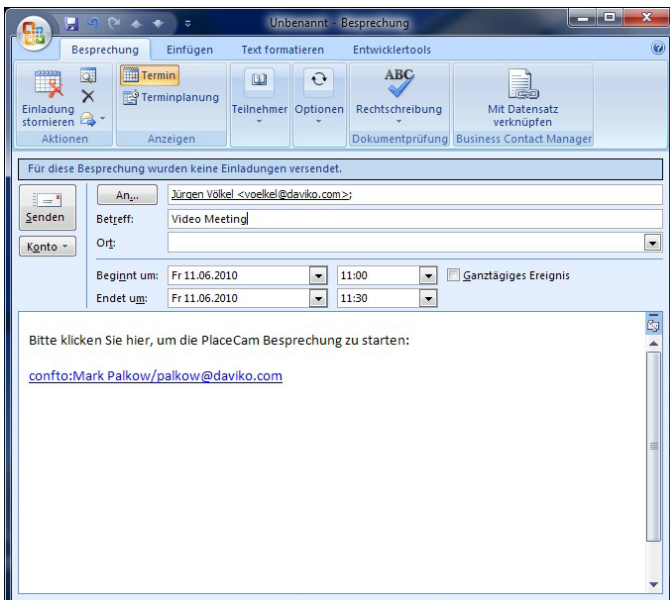 Unbenannt - Besprechung
Besprechung Einfügen Text formatieren Entwicklertools
Einladung stornieren
Termin
Terminplanung
Teilnehmer
Optionen
ABC
Rechtschreibung
Mit Datensatz verknüpfen
Aktionen Anzeigen Dokumentprüfung Business Contact Manager
Für diese Besprechung wurden keine Einladungen versendet.
Senden
Konto
An... Jürgen Völkel <voelkel@daviko.com>;
Betreff: Video Meeting
Ort:
Beginnt um: Fr 11.06.2010 11:00 Ganztägiges Ereignis
Endet um: Fr 11.06.2010 11:30
Bitte klicken Sie hier, um die PlaceCam Besprechung zu starten:
confto:Mark Palkow/palkow@daviko.com